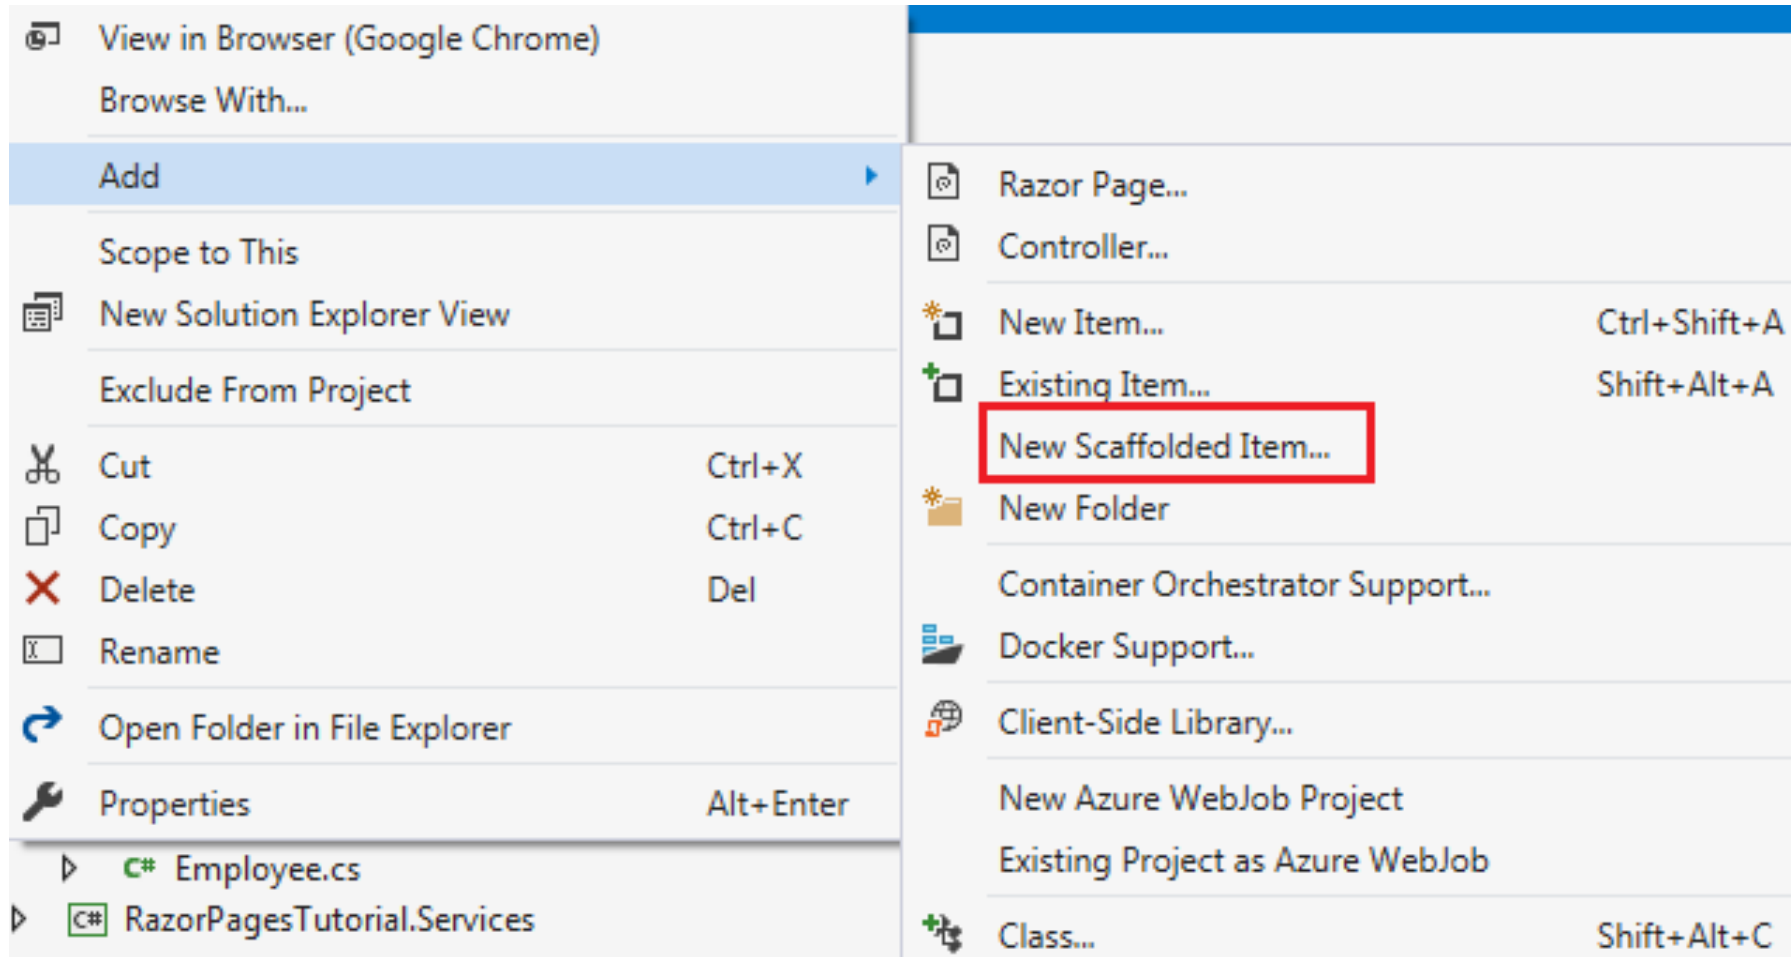 View in Browser (Google Chrome)
Browse With...
Add
Scope to This
New Solution Explorer View
Exclude From Project
Cut Ctrl+X
Copy Ctrl+C
Delete Del
Rename
Open Folder in File Explorer
Properties Alt+Enter
C# Employee.cs
C# RazorPagesTutorial.Services
Razor Page...
Controller...
New Item... Ctrl+Shift+A
Existing Item... Shift+Alt+A
New Scaffolded Item...
New Folder
Container Orchestrator Support...
Docker Support...
Client-Side Library...
New Azure WebJob Project
Existing Project as Azure WebJob
Class... Shift+Alt+C